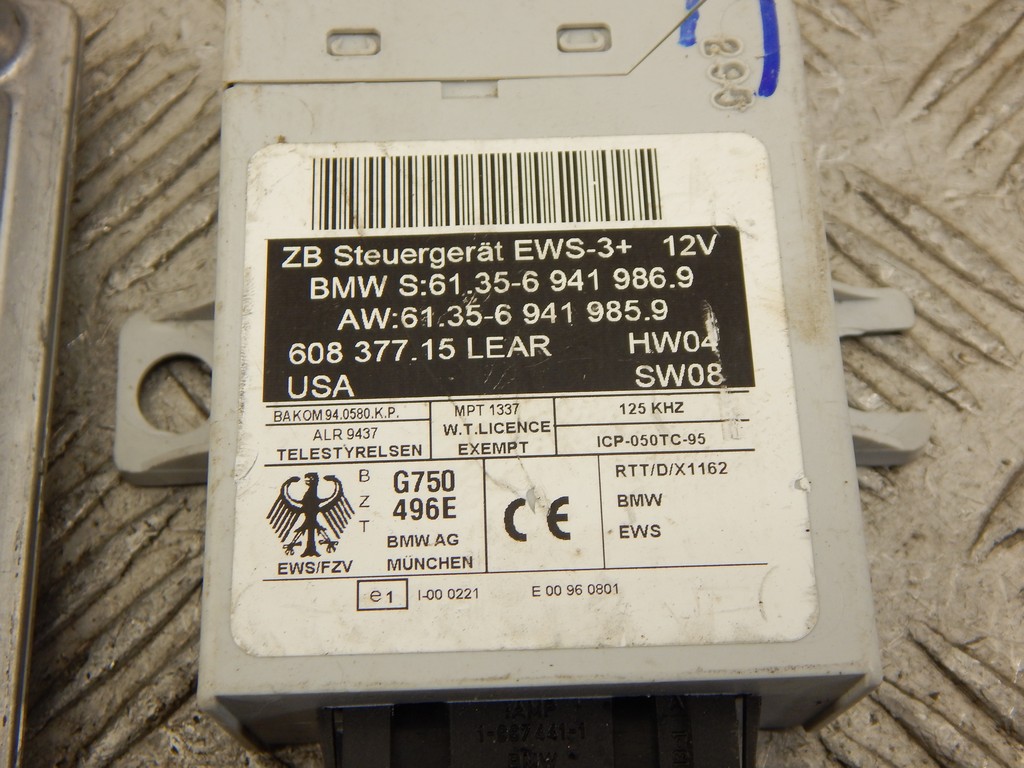 ZB Steuergerät EWS-3+ 12V
BMW S:61.35-6 941 986.9
AW:61.35-6 941 985.9
608 377.15 LEAR HW04
USA SW08
BAKOM 94.0580.K.P.
MPT 1337
125 KHZ
ALR 9437
W.T.LICENCE
TELESTYRELSEN
EXEMPT
ICP-050TC-95
BZT
G750
496E
BMW AG
MÜNCHEN
EWS/FZV
CE
RTT/D/X1162
BMW
EWS
e1 I-00 0221 E 00 96 0801